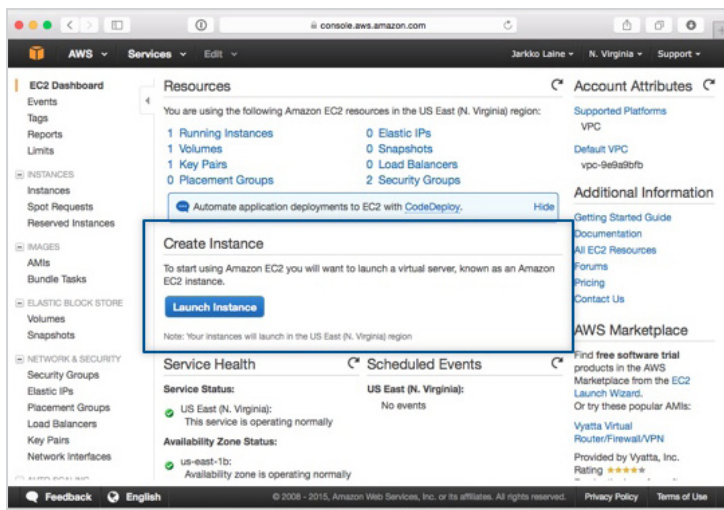 console.aws.amazon.com
AWS Services Edit Jarkko Laine N. Virginia Support
EC2 Dashboard
Events
Tags
Reports
Limits
INSTANCES
Instances
Spot Requests
Reserved Instances
IMAGES
AMIs
Bundle Tasks
ELASTIC BLOCK STORE
Volumes
Snapshots
NETWORK & SECURITY
Security Groups
Elastic IPs
Placement Groups
Load Balancers
Key Pairs
Network Interfaces
AUTO SCALING
Resources
You are using the following Amazon EC2 resources in the US East (N. Virginia) region:
1 Running Instances 0 Elastic IPs
1 Volumes 0 Snapshots
1 Key Pairs 0 Load Balancers
0 Placement Groups 2 Security Groups
Automate application deployments to EC2 with CodeDeploy. Hide
Create Instance
To start using Amazon EC2 you will want to launch a virtual server, known as an Amazon
EC2 instance.
Launch Instance
Note: Your instances will launch in the US East (N. Virginia) region
Service Health
Service Status:
US East (N. Virginia):
This service is operating normally
Availability Zone Status:
us-east-1b:
Availability zone is operating normally
Scheduled Events
US East (N. Virginia):
No events
Account Attributes
Supported Platforms
VPC
Default VPC
vpc-9e9a9bfb
Additional Information
Getting Started Guide
Documentation
All EC2 Resources
Forums
Pricing
Contact Us
AWS Marketplace
Find free software trial
products in the AWS
Marketplace from the EC2
Launch Wizard.
Or try these popular AMIs:
Vyatta Virtual
Router/Firewall/VPN
Provided by Vyatta, Inc.
Rating
Feedback English © 2008 - 2015, Amazon Web Services, Inc. or its affiliates. All rights reserved. Privacy Policy Terms of Use